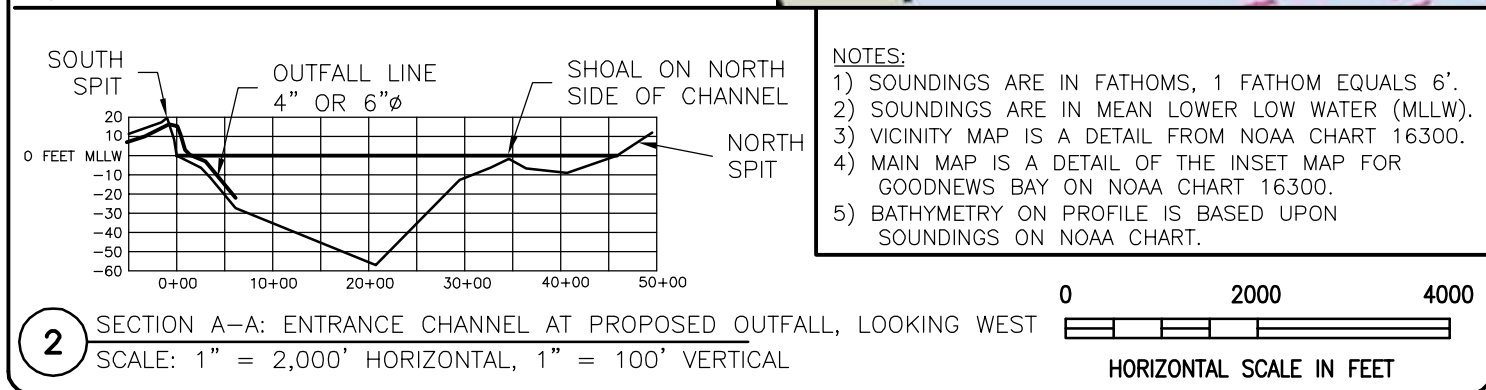 SOUTH
SPIT
OUTFALL LINE
4" OR 6"ø
SHOAL ON NORTH
SIDE OF CHANNEL
NORTH
SPIT
20
10
0 FEET MLLW
-10
-20
-30
-40
-50
-60
0+00 10+00 20+00 30+00 40+00 50+00
2
SECTION A-A: ENTRANCE CHANNEL AT PROPOSED OUTFALL, LOOKING WEST
SCALE: 1" = 2,000' HORIZONTAL, 1" = 100' VERTICAL
NOTES:
1) SOUNDINGS ARE IN FATHOMS, 1 FATHOM EQUALS 6'.
2) SOUNDINGS ARE IN MEAN LOWER LOW WATER (MLLW).
3) VICINITY MAP IS A DETAIL FROM NOAA CHART 16300.
4) MAIN MAP IS A DETAIL OF THE INSET MAP FOR
GOODNEWS BAY ON NOAA CHART 16300.
5) BATHYMETRY ON PROFILE IS BASED UPON
SOUNDINGS ON NOAA CHART.
0 2000 4000
HORIZONTAL SCALE IN FEET